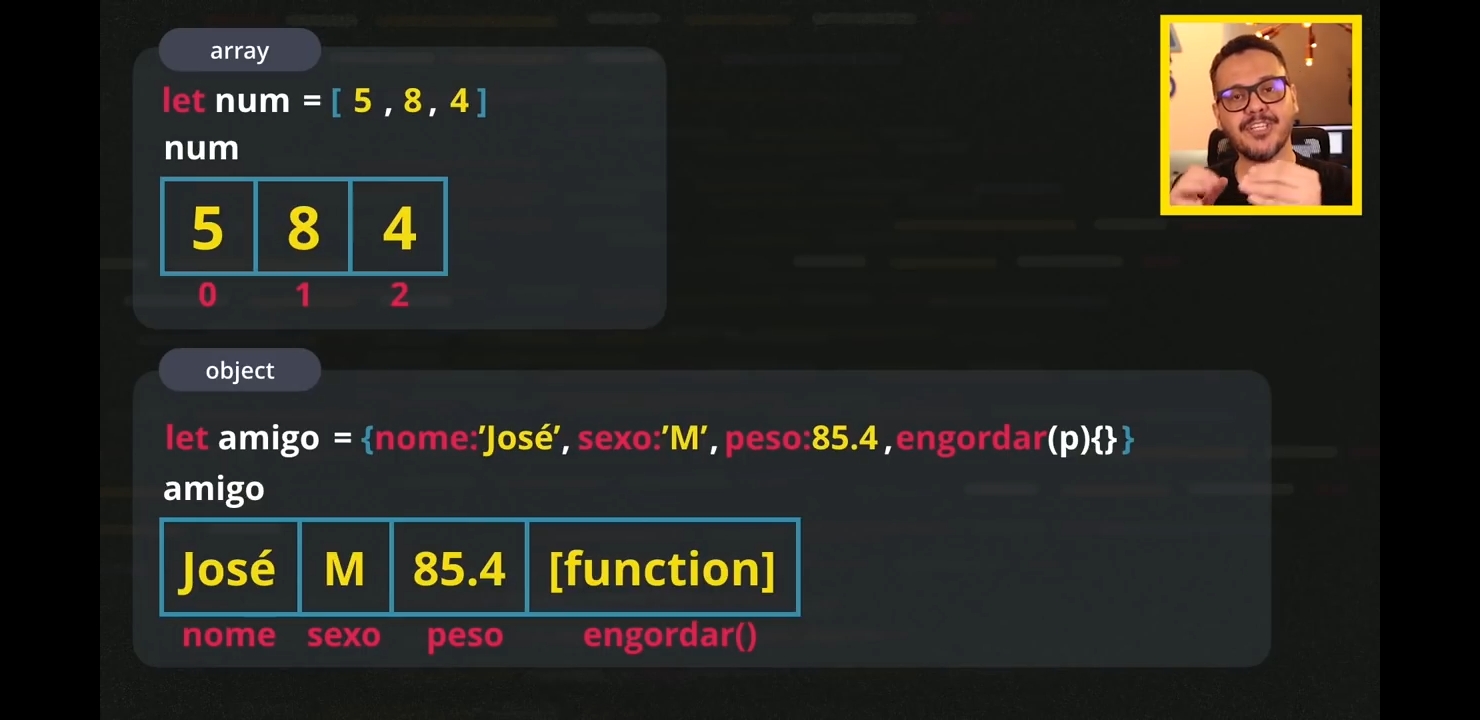 array
let num = [ 5 , 8 , 4 ]
num
5 8 4
0 1 2
object
let amigo = {nome:’José’, sexo:’M’, peso:85.4 ,engordar(p){} }
amigo
José M 85.4 [function]
nome sexo peso engordar()